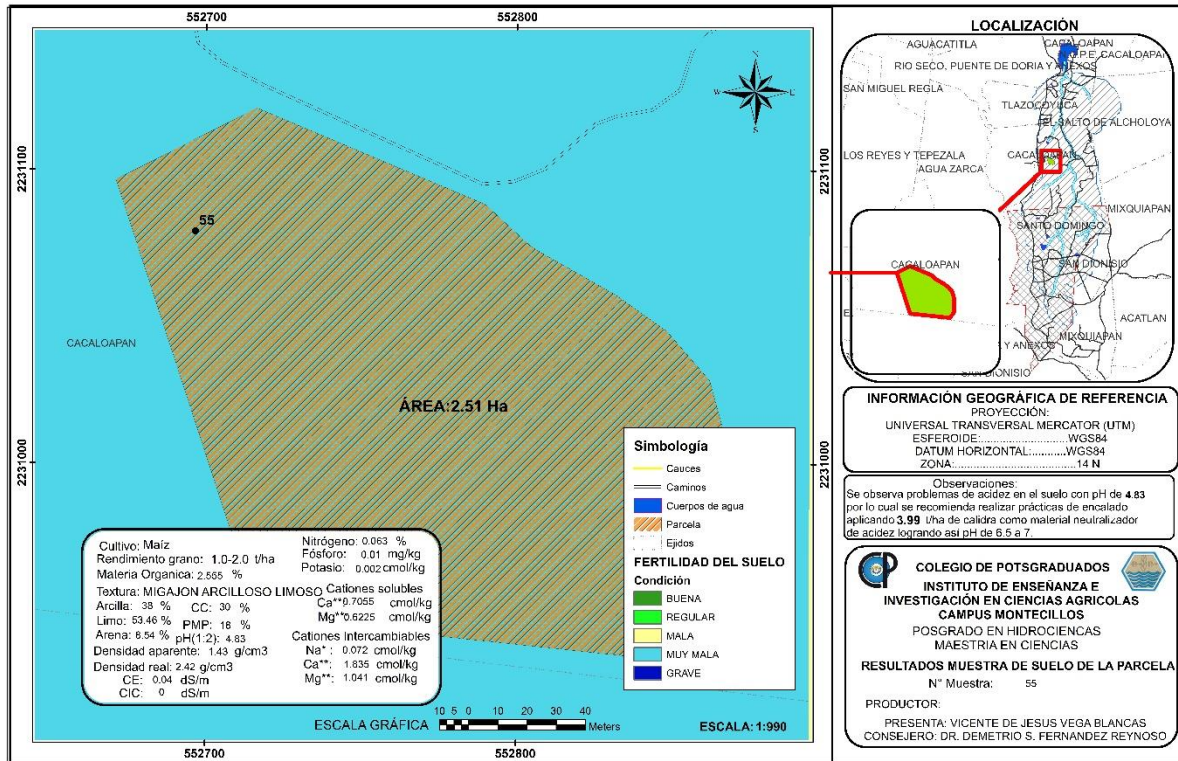 552700
552800
2231100
2231100
2231000
2231000
552700
552800
N
W
S
55
CACALOAPAN
ÁREA:2.51 Ha
Simbología
Cauces
Caminos
Cuerpos de agua
Parcela
Ejidos
FERTILIDAD DEL SUELO
Condición
BUENA
REGULAR
MALA
MUY MALA
GRAVE
Cultivo: Maíz
Rendimiento grano: 1.0-2.0 t/ha
Materia Organica: 2.555 %
Textura: MIGAJON ARCILLOSO LIMOSO
Arcilla: 38 % CC: 30 %
Limo: 53.46 % PMP: 16 %
Arena: 6.54 % pH(1:2): 4.83
Densidad aparente: 1.43 g/cm3
Densidad real: 2.42 g/cm3
CE: 0.04 dS/m
CIC: 0 dS/m
Nitrógeno: 0.063 %
Fósforo: 0.01 mg/kg
Potasio: 0.002 cmol/kg
Cationes solubles
Ca⁺⁺0.7055 cmol/kg
Mg⁺⁺0.6225 cmol/kg
Cationes Intercambiables
Na⁺: 0.072 cmol/kg
Ca⁺⁺: 1.835 cmol/kg
Mg⁺⁺: 1.041 cmol/kg
ESCALA GRÁFICA
10 5 0 10 20 30 40
Meters
ESCALA: 1:990
LOCALIZACIÓN
AGUACATITLA
CACALOAPAN
P.E. CACALOAPAN
RIO SECO, PUENTE DE DORIA Y ANEXOS
SAN MIGUEL REGLA
TLAZOCOYUCA
EL SALTO DE ALCHOLOYA
LOS REYES Y TEPEZALA
CACALOAPAN
AGUA ZARCA
MIXQUIAPAN
SANTO DOMINGO
SAN DIONISIO
CACALOAPAN
E.
ACATLAN
MIXQUIAPAN
Y ANEXOS
SAN DIONISIO
INFORMACIÓN GEOGRÁFICA DE REFERENCIA
PROYECCIÓN:
UNIVERSAL TRANSVERSAL MERCATOR (UTM)
ESFEROIDE:............................WGS84
DATUM HORIZONTAL:...........WGS84
ZONA:......................................14 N
Observaciones:
Se observa problemas de acidez en el suelo con pH de 4.83
por lo cual se recomienda realizar prácticas de encalado
aplicando 3.99 t/ha de calidra como material neutralizador
de acidez logrando así pH de 6.5 a 7.
CP
COLEGIO DE POTSGRADUADOS
INSTITUTO DE ENSEÑANZA E
INVESTIGACIÓN EN CIENCIAS AGRICOLAS
CAMPUS MONTECILLOS
POSGRADO EN HIDROCIENCAS
MAESTRIA EN CIENCIAS
RESULTADOS MUESTRA DE SUELO DE LA PARCELA
N° Muestra: 55
PRODUCTOR:
PRESENTA: VICENTE DE JESUS VEGA BLANCAS
CONSEJERO: DR. DEMETRIO S. FERNANDEZ REYNOSO